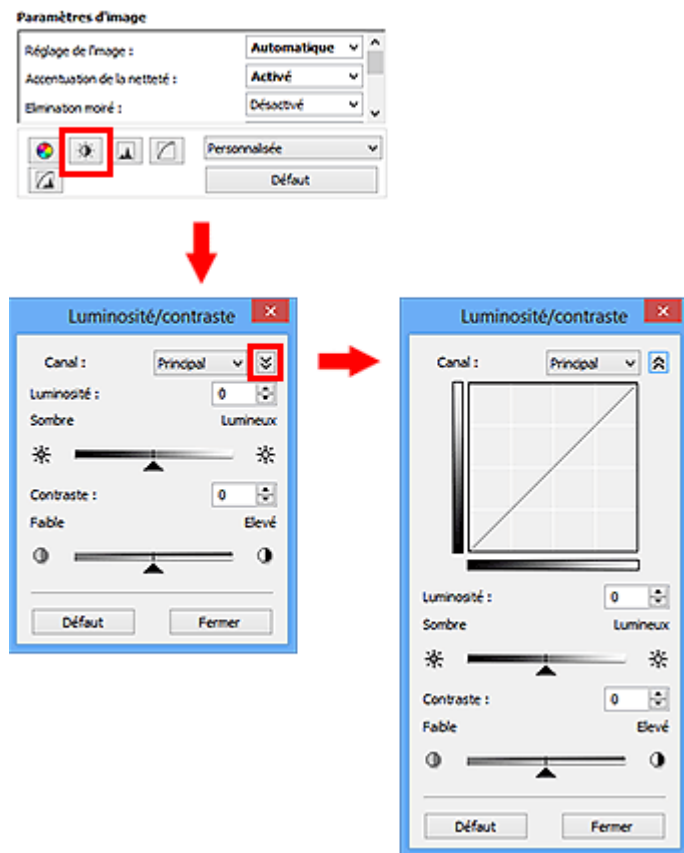 Paramètres d'image
Réglage de l'image : Automatique
Accentuation de la netteté : Activé
Elimination moiré : Désactivé
Personnalisée
Défaut
Luminosité/contraste
Canal : Principal
Luminosité : 0
Sombre Lumineux
Contraste : 0
Faible Elevé
Défaut Fermer
Luminosité/contraste
Canal : Principal
Luminosité : 0
Sombre Lumineux
Contraste : 0
Faible Elevé
Défaut Fermer